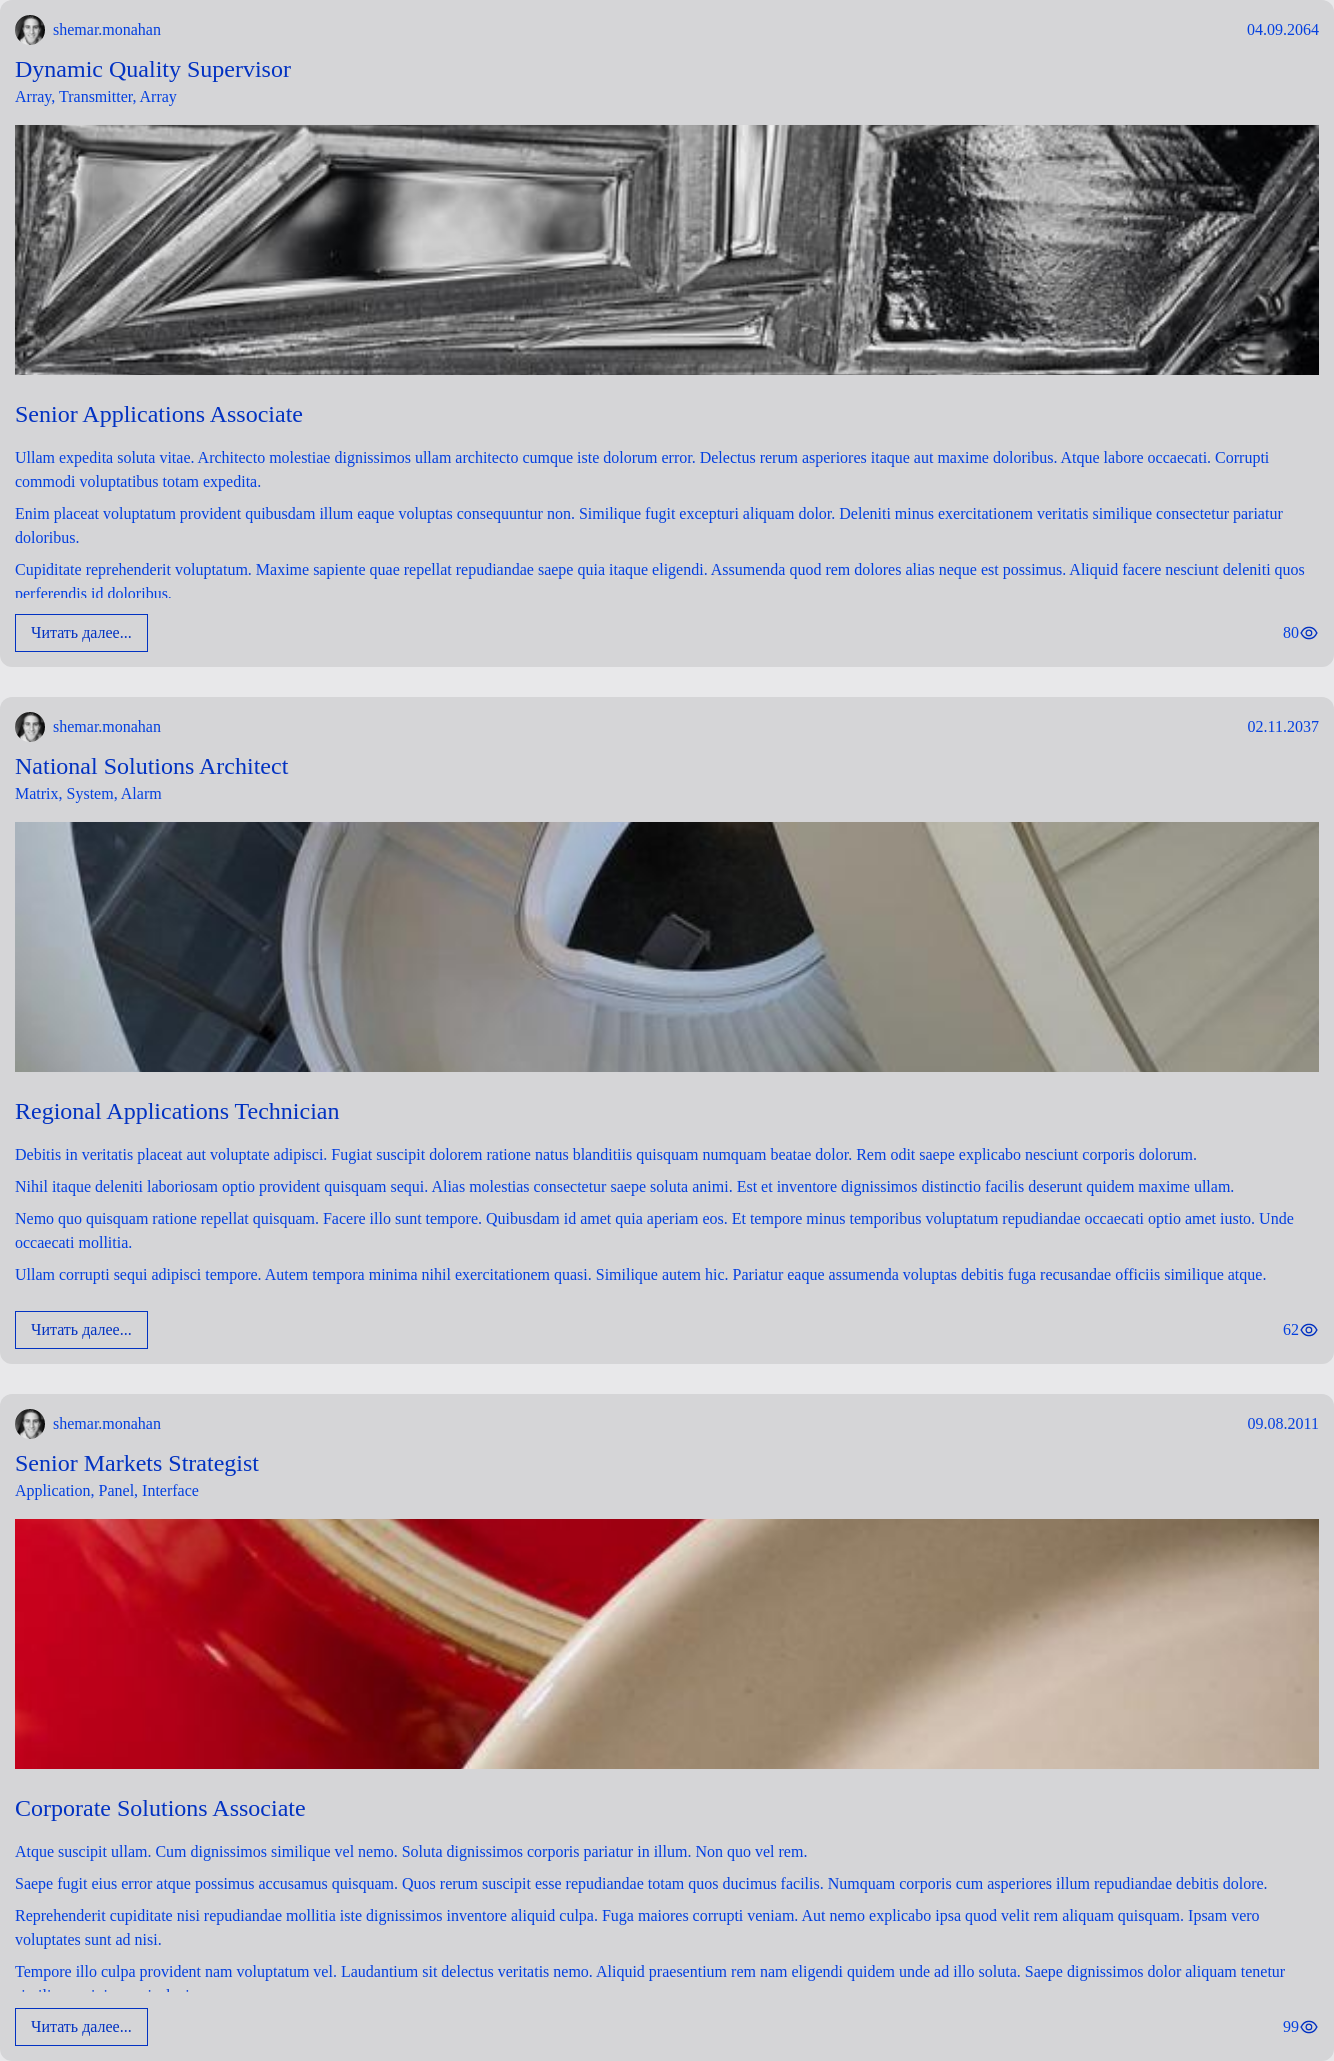 shemar.monahan
04.09.2064
Dynamic Quality Supervisor
Array, Transmitter, Array
Senior Applications Associate
Ullam expedita soluta vitae. Architecto molestiae dignissimos ullam architecto cumque iste dolorum error. Delectus rerum asperiores itaque aut maxime doloribus. Atque labore occaecati. Corrupti
commodi voluptatibus totam expedita.
Enim placeat voluptatum provident quibusdam illum eaque voluptas consequuntur non. Similique fugit excepturi aliquam dolor. Deleniti minus exercitationem veritatis similique consectetur pariatur
doloribus.
Cupiditate reprehenderit voluptatum. Maxime sapiente quae repellat repudiandae saepe quia itaque eligendi. Assumenda quod rem dolores alias neque est possimus. Aliquid facere nesciunt deleniti quos
perferendis id doloribus.
Читать далее...
80
shemar.monahan
02.11.2037
National Solutions Architect
Matrix, System, Alarm
Regional Applications Technician
Debitis in veritatis placeat aut voluptate adipisci. Fugiat suscipit dolorem ratione natus blanditiis quisquam numquam beatae dolor. Rem odit saepe explicabo nesciunt corporis dolorum.
Nihil itaque deleniti laboriosam optio provident quisquam sequi. Alias molestias consectetur saepe soluta animi. Est et inventore dignissimos distinctio facilis deserunt quidem maxime ullam.
Nemo quo quisquam ratione repellat quisquam. Facere illo sunt tempore. Quibusdam id amet quia aperiam eos. Et tempore minus temporibus voluptatum repudiandae occaecati optio amet iusto. Unde
occaecati mollitia.
Ullam corrupti sequi adipisci tempore. Autem tempora minima nihil exercitationem quasi. Similique autem hic. Pariatur eaque assumenda voluptas debitis fuga recusandae officiis similique atque.
Читать далее...
62
shemar.monahan
09.08.2011
Senior Markets Strategist
Application, Panel, Interface
Corporate Solutions Associate
Atque suscipit ullam. Cum dignissimos similique vel nemo. Soluta dignissimos corporis pariatur in illum. Non quo vel rem.
Saepe fugit eius error atque possimus accusamus quisquam. Quos rerum suscipit esse repudiandae totam quos ducimus facilis. Numquam corporis cum asperiores illum repudiandae debitis dolore.
Reprehenderit cupiditate nisi repudiandae mollitia iste dignissimos inventore aliquid culpa. Fuga maiores corrupti veniam. Aut nemo explicabo ipsa quod velit rem aliquam quisquam. Ipsam vero
voluptates sunt ad nisi.
Tempore illo culpa provident nam voluptatum vel. Laudantium sit delectus veritatis nemo. Aliquid praesentium rem nam eligendi quidem unde ad illo soluta. Saepe dignissimos dolor aliquam tenetur
Читать далее...
99